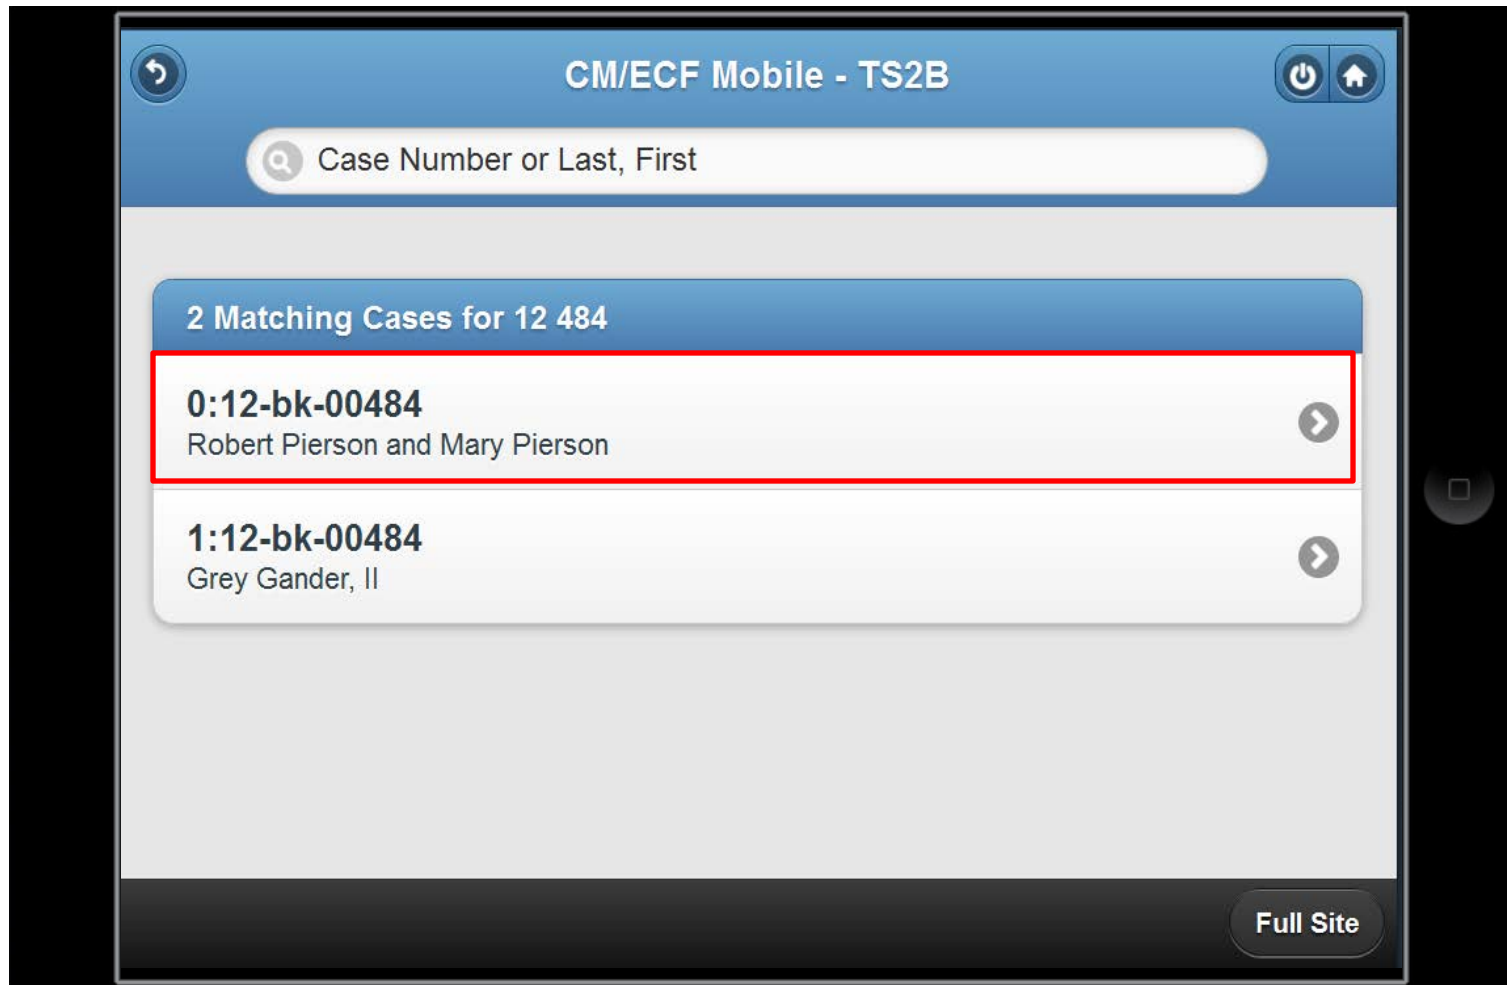 CM/ECF Mobile - TS2B
Case Number or Last, First
2 Matching Cases for 12 484
0:12-bk-00484
Robert Pierson and Mary Pierson
1:12-bk-00484
Grey Gander, II
Full Site